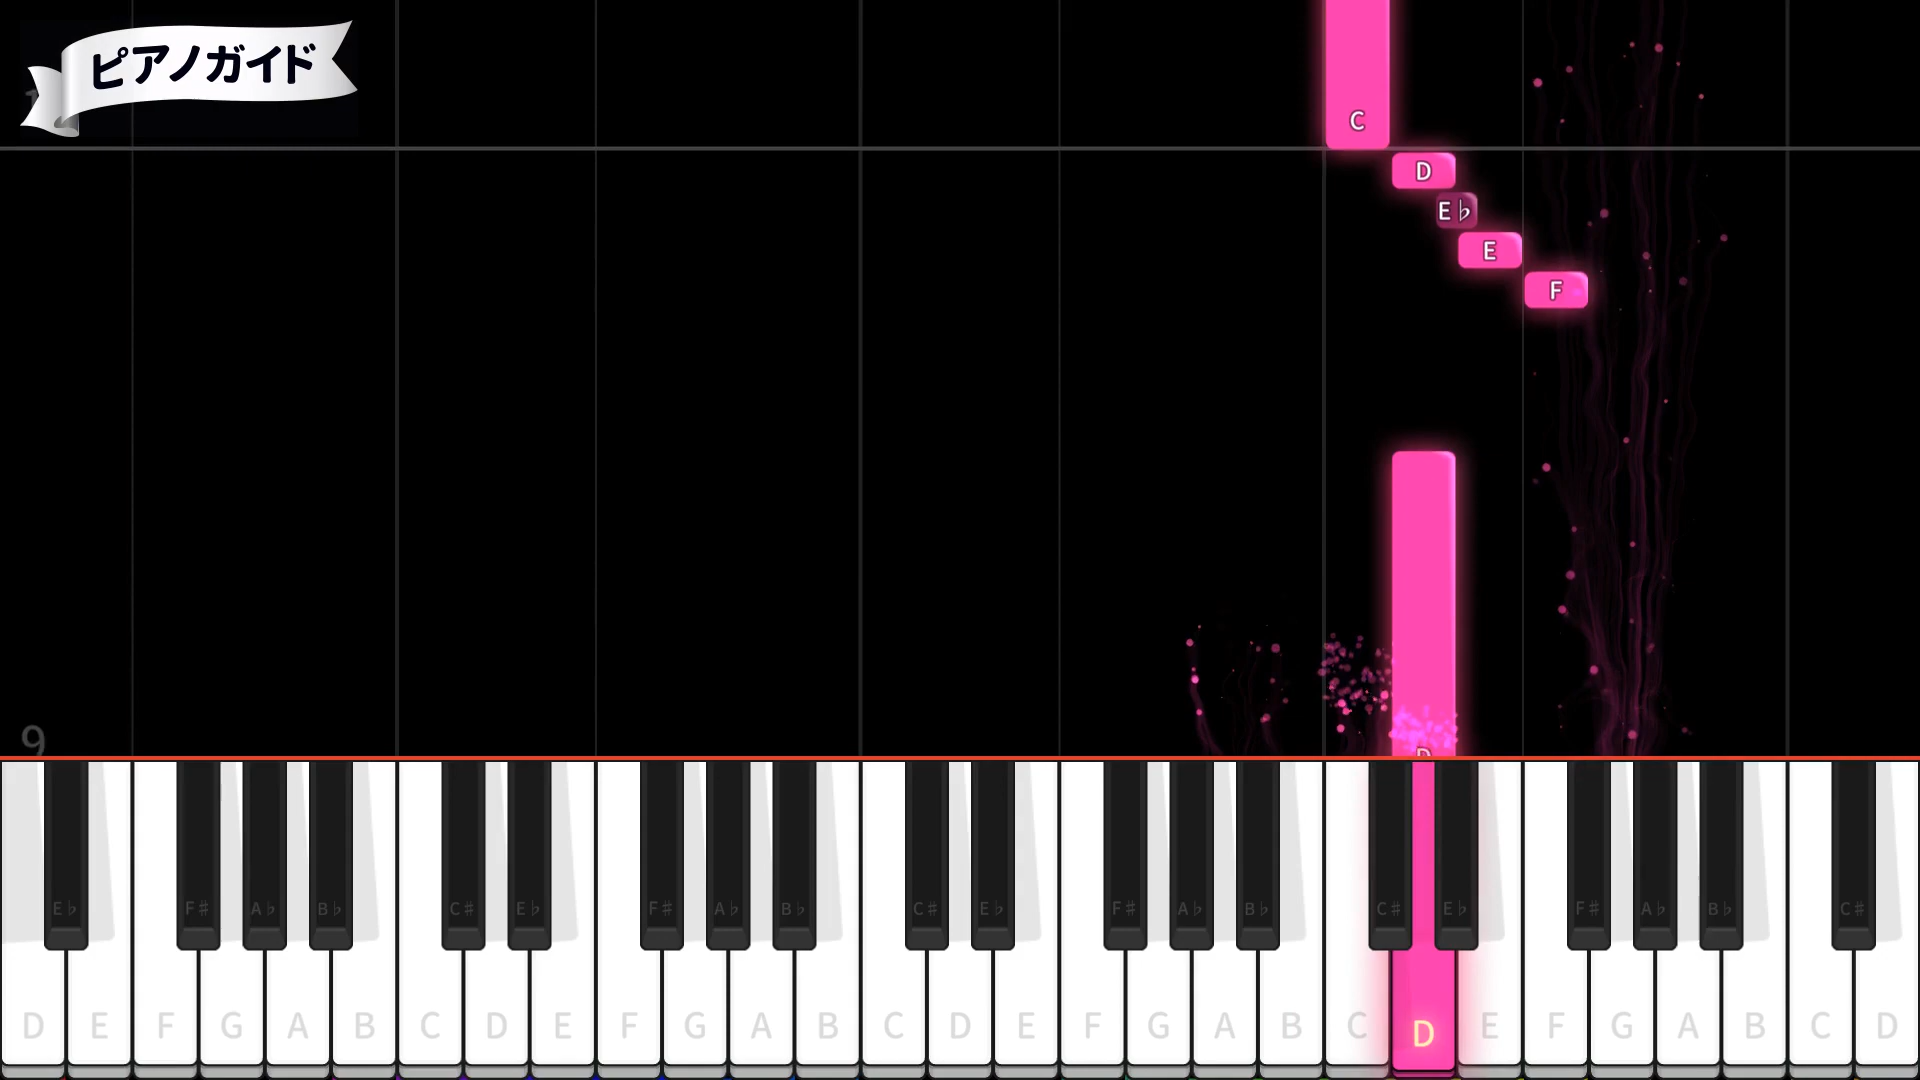 ピアノガイド
C
D
E♭
E
F
D
9
E♭ F♯ A♭ B♭ C♯ E♭ F♯ A♭ B♭ C♯ E♭ F♯ A♭ B♭ C♯ E♭ F♯ A♭ B♭ C♯
D E F G A B C D E F G A B C D E F G A B C D E F G A B C D